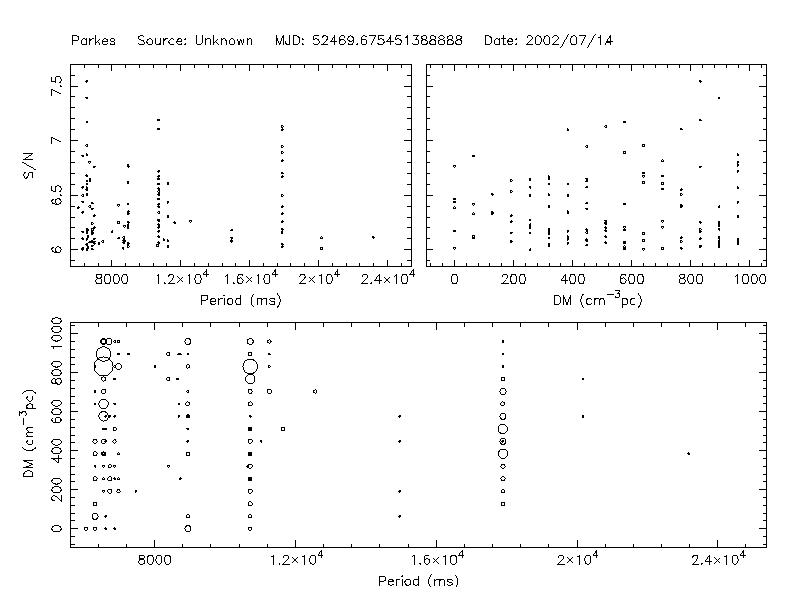 Parkes Source: Unknown MJD: 52469.675451388888 Date: 2002/07/14
S/N
6 6.5 7 7.5
8000 1.2×10⁴ 1.6×10⁴ 2×10⁴ 2.4×10⁴
Period (ms)
0 200 400 600 800 1000
DM (cm⁻³pc)
DM (cm⁻³pc)
0 200 400 600 800 1000
8000 1.2×10⁴ 1.6×10⁴ 2×10⁴ 2.4×10⁴
Period (ms)